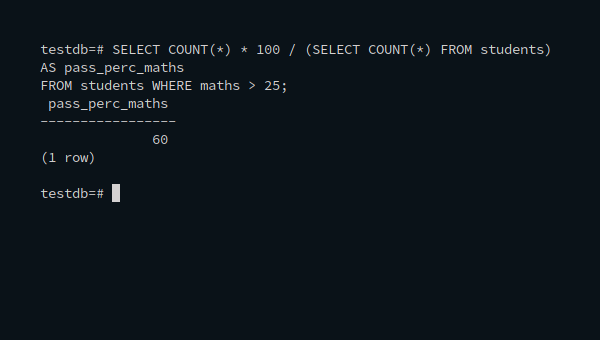 testdb=# SELECT COUNT(*) * 100 / (SELECT COUNT(*) FROM students)
AS pass_perc_maths
FROM students WHERE maths > 25;
 pass_perc_maths
-----------------
              60
(1 row)

testdb=#